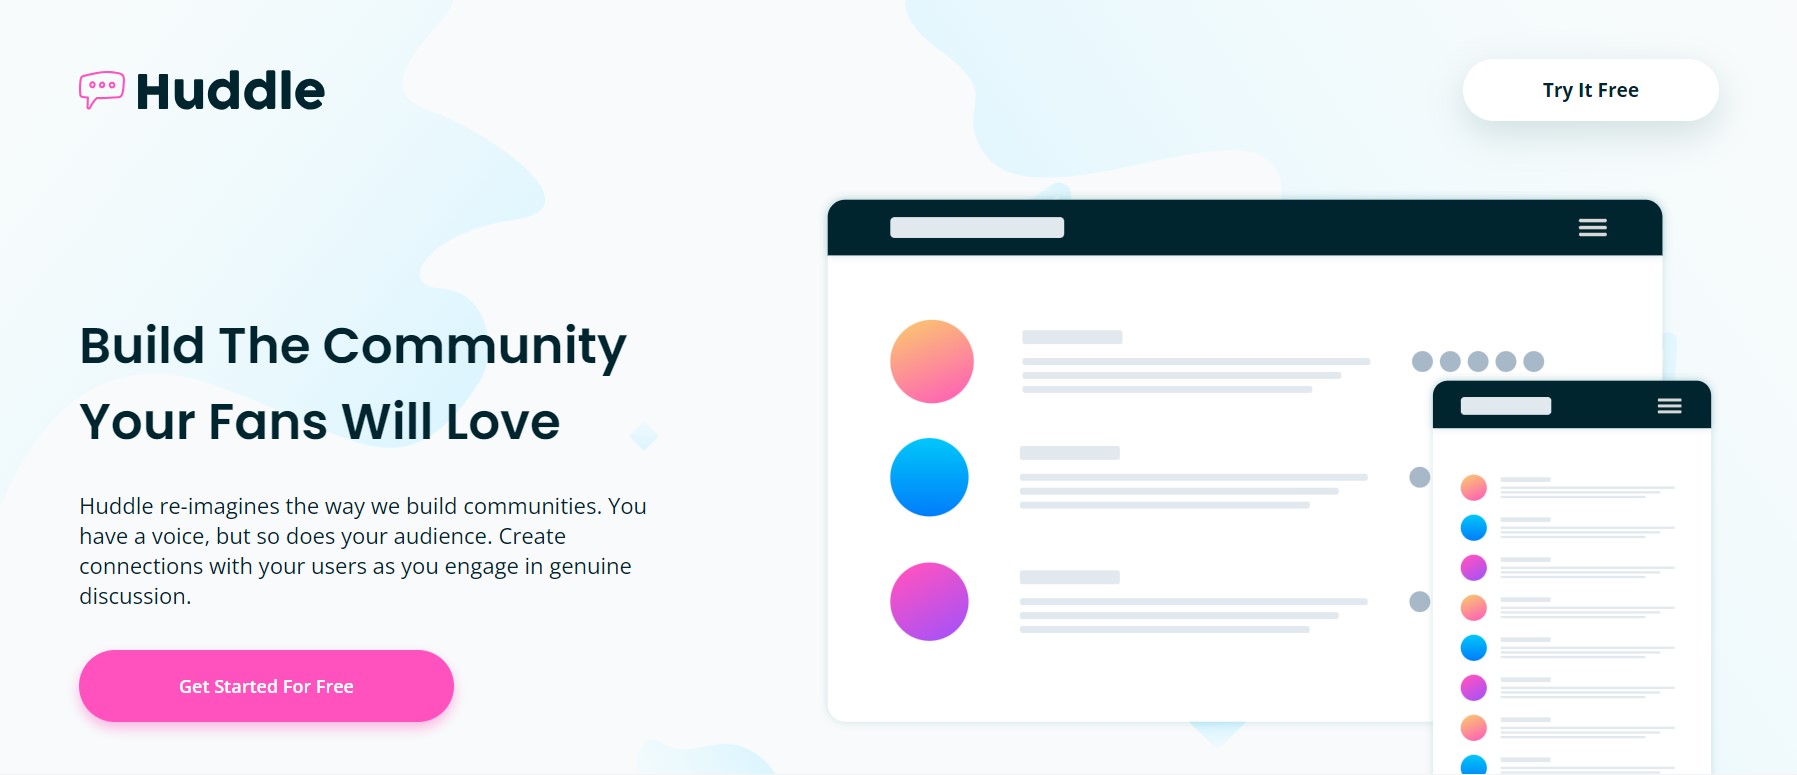 Huddle
Try It Free
Build The Community
Your Fans Will Love
Huddle re-imagines the way we build communities. You
have a voice, but so does your audience. Create
connections with your users as you engage in genuine
discussion.
Get Started For Free